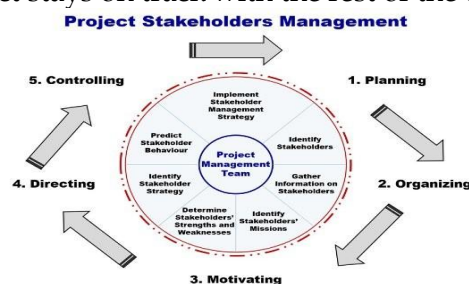 Project Stakeholders Management
5. Controlling
1. Planning
Implement
Stakeholder
Management
Strategy
Predict
Stakeholder
Behaviour
Identify
Stakeholders
Project
Management
Team
4. Directing
Identify
Stakeholder
Strategy
Gather
Information on
Stakeholders
2. Organizing
Determine
Stakeholders'
Strengths and
Weaknesses
Identify
Stakeholders'
Missions
3. Motivating